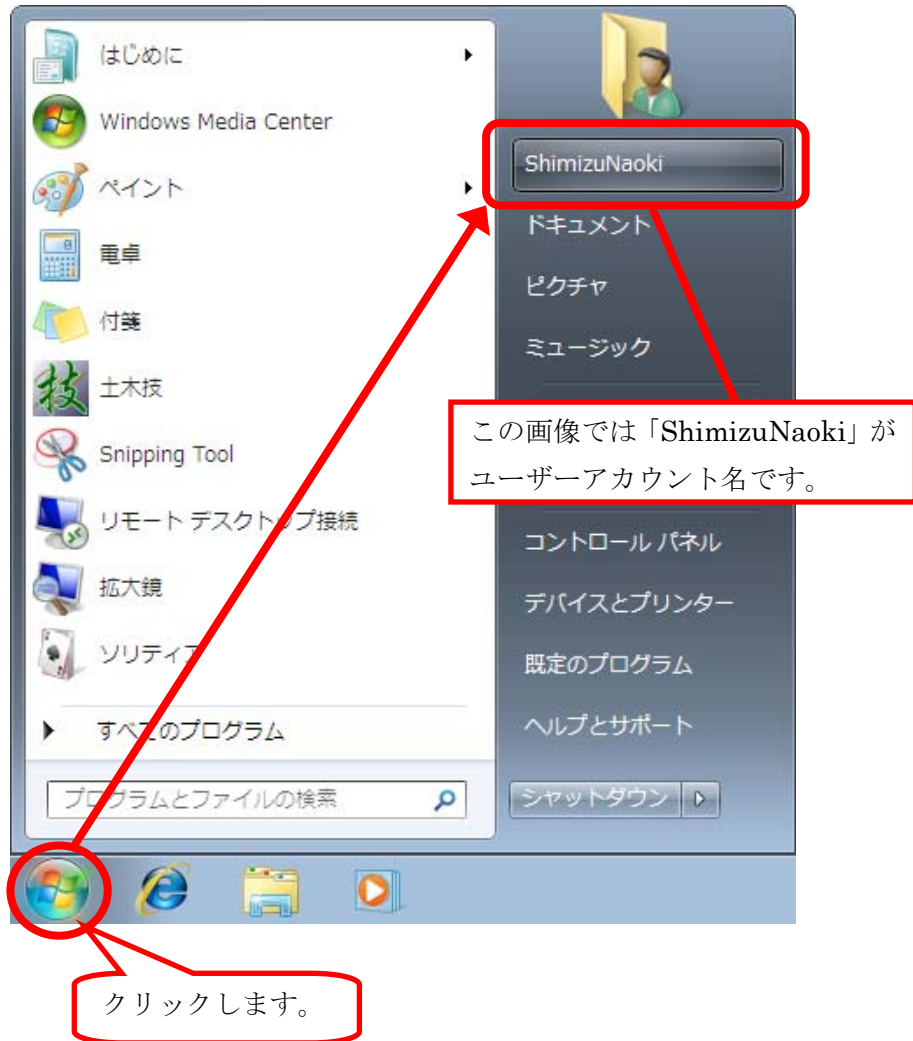 はじめに
Windows Media Center
ペイント
電卓
付箋
土木技
Snipping Tool
リモート デスクトップ接続
拡大鏡
ソリティア
すべてのプログラム
プログラムとファイルの検索
ShimizuNaoki
ドキュメント
ピクチャ
ミュージック
この画像では「ShimizuNaoki」が
ユーザーアカウント名です。
コントロール パネル
デバイスとプリンター
既定のプログラム
ヘルプとサポート
シャットダウン
クリックします。